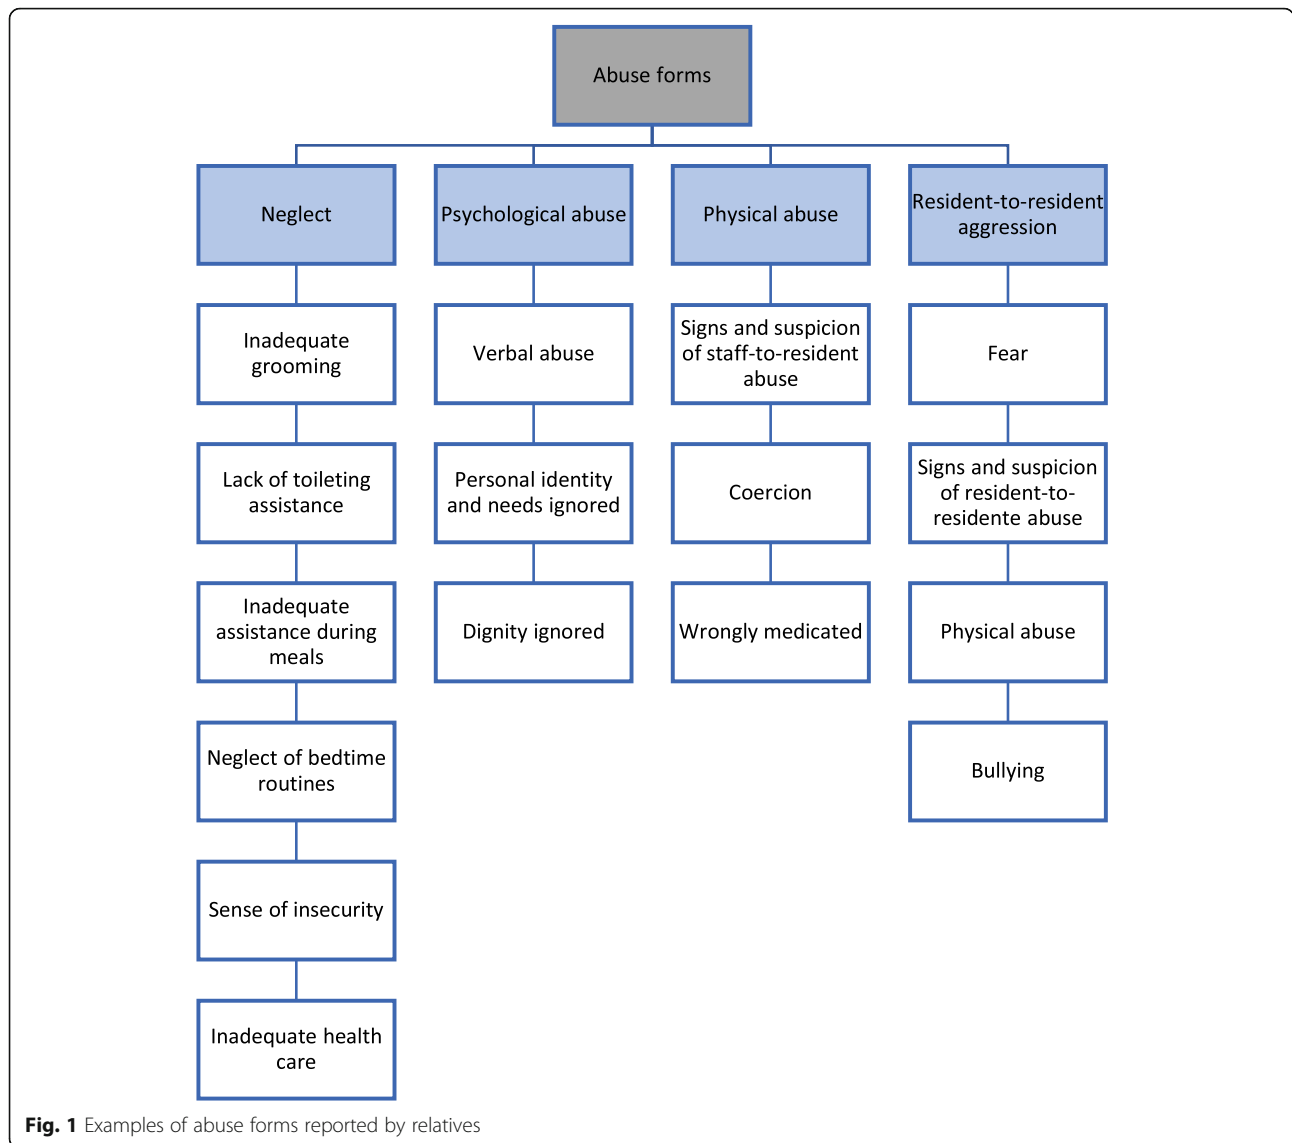 Abuse forms
Neglect
Psychological abuse
Physical abuse
Resident-to-resident
aggression
Inadequate
grooming
Verbal abuse
Signs and suspicion
of staff-to-resident
abuse
Fear
Lack of toileting
assistance
Personal identity
and needs ignored
Coercion
Signs and suspicion
of resident-to-
residente abuse
Inadequate
assistance during
meals
Dignity ignored
Wrongly medicated
Physical abuse
Neglect of bedtime
routines
Bullying
Sense of insecurity
Inadequate health
care
Fig. 1 Examples of abuse forms reported by relatives